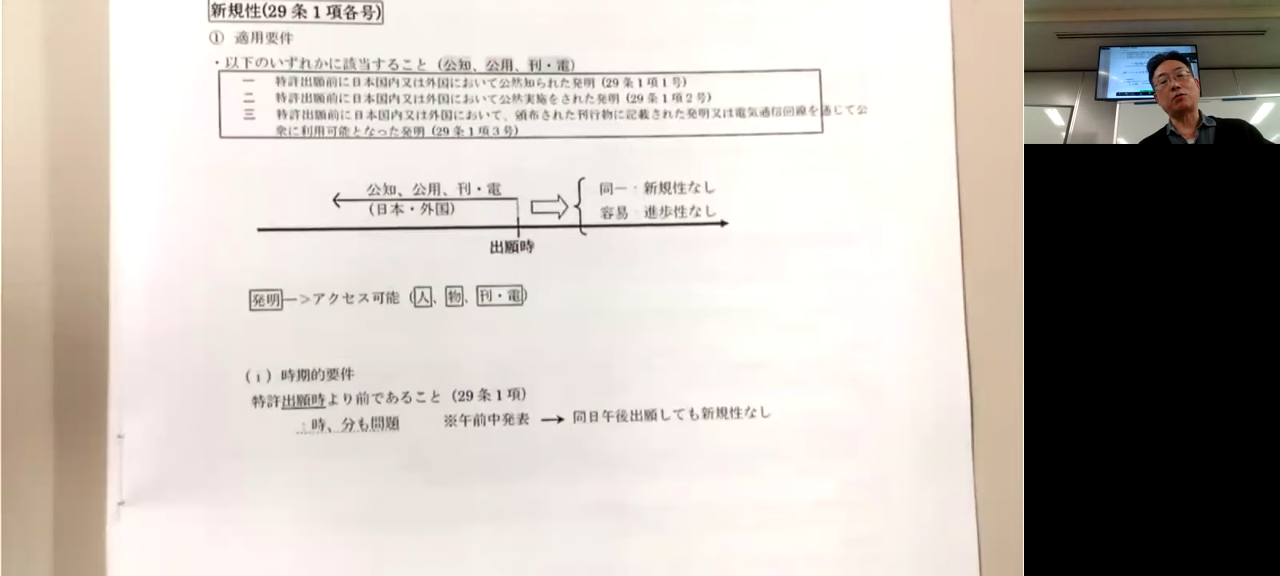 新規性(29条1項各号)
① 適用要件
・以下のいずれかに該当すること（公知、公用、刊・電）
一 特許出願前に日本国内又は外国において公然知られた発明（29条1項1号）
二 特許出願前に日本国内又は外国において公然実施をされた発明（29条1項2号）
三 特許出願前に日本国内又は外国において、頒布された刊行物に記載された発明又は電気通信回線を通じて公
衆に利用可能となった発明（29条1項3号）
公知、公用、刊・電
（日本・外国）
同一‥新規性なし
容易‥進歩性なし
出願時
発明―>アクセス可能（人、物、刊・電）
（i）時期的要件
特許出願時より前であること（29条1項）
：時、分も問題 ※午前中発表 → 同日午後出願しても新規性なし